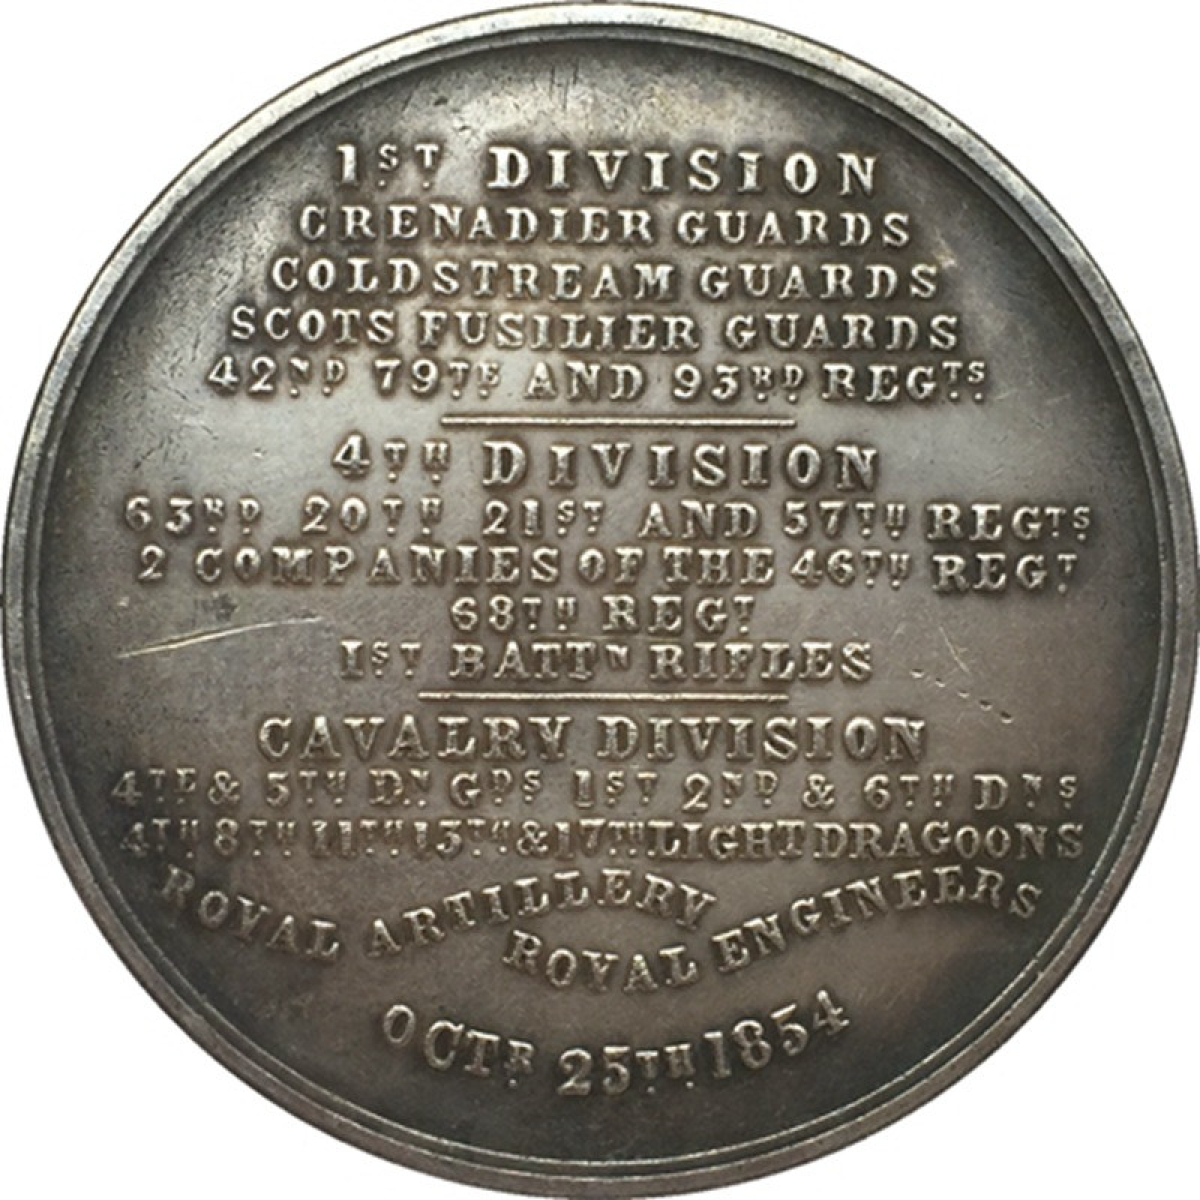 1ST DIVISION
GRENADIER GUARDS
COLDSTREAM GUARDS
SCOTS FUSILIER GUARDS
42ND 79TH AND 93RD REGTS
4TH DIVISION
63RD 20TH 21ST AND 57TH REGTS
2 COMPANIES OF THE 46TH REGT
68TH REGT
1ST BATTN RIFLES
CAVALRY DIVISION
4TH & 5TH DN GDS 1ST 2ND & 6TH DNS
4TH 8TH 11TH 13TH & 17TH LIGHT DRAGOONS
ROYAL ARTILLERY
ROYAL ENGINEERS
OCTR 25TH 1854